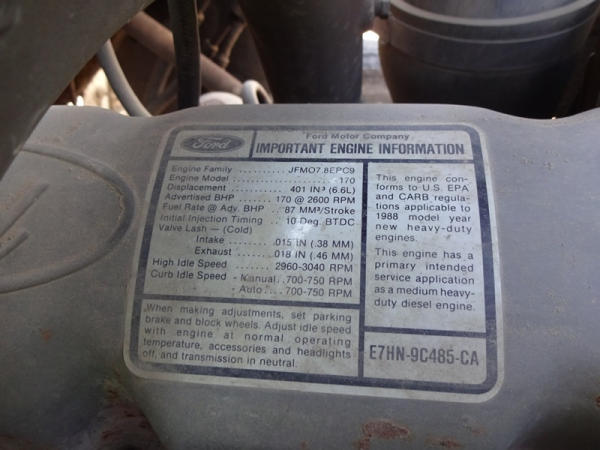 Ford
Ford Motor Company
IMPORTANT ENGINE INFORMATION
Engine Family .......... JFM07.8EPC9
Engine Model .................... 170
Displacement ........ 401 IN³ (6.6L)
Advertised BHP ...... 170 @ 2600 RPM
Fuel Rate @ Adv. BHP .. 87 MM³/Stroke
Initial Injection Timing .. 10 Deg. BTDC
Valve Lash — (Cold)
Intake ........ .015 IN (.38 MM)
Exhaust ....... .018 IN (.46 MM)
High Idle Speed ...... 2960-3040 RPM
Curb Idle Speed - Manual..700-750 RPM
- Auto....700-750 RPM
When making adjustments, set parking
brake and block wheels. Adjust idle speed
with engine at normal operating
temperature, accessories and headlights
off, and transmission in neutral.
This engine con-
forms to U.S. EPA
and CARB regula-
tions applicable to
1988 model year
new heavy-duty
engines.
This engine has a
primary intended
service application
as a medium heavy-
duty diesel engine.
E7HN-9C485-CA